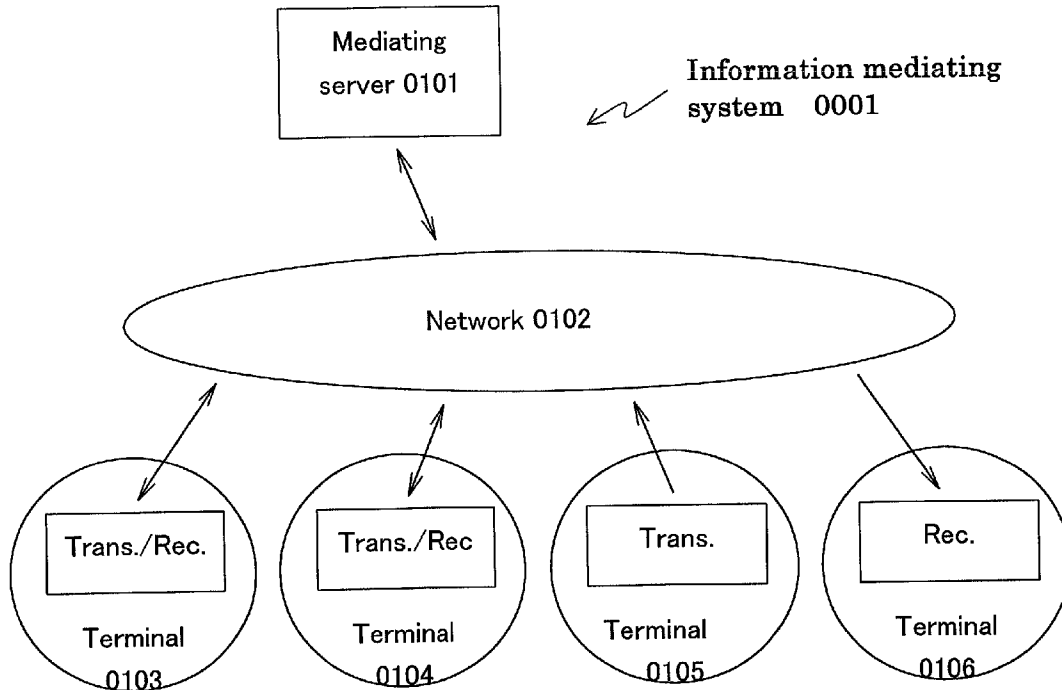 Mediating
server 0101
Information mediating
system 0001
Network 0102
Trans./Rec.
Terminal
0103
Trans./Rec
Terminal
0104
Trans.
Terminal
0105
Rec.
Terminal
0106